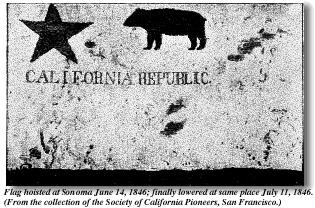 CALIFORNIA REPUBLIC.
Flag hoisted at Sonoma June 14, 1846; finally lowered at same place July 11, 1846.
(From the collection of the Society of California Pioneers, San Francisco.)